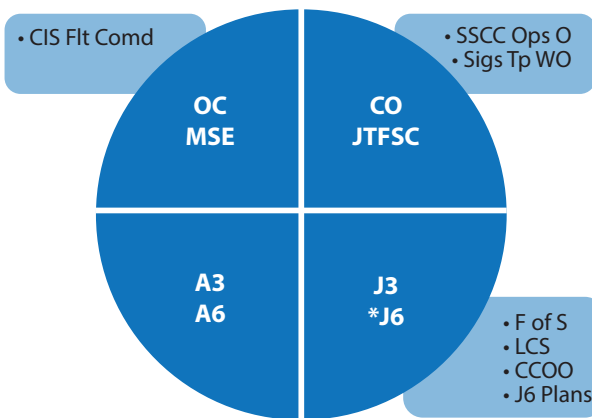 • CIS Flt Comd
• SSCC Ops O
• Sigs Tp WO
OC
MSE
CO
JTFSC
A3
A6
J3
*J6
• F of S
• LCS
• CCOO
• J6 Plans